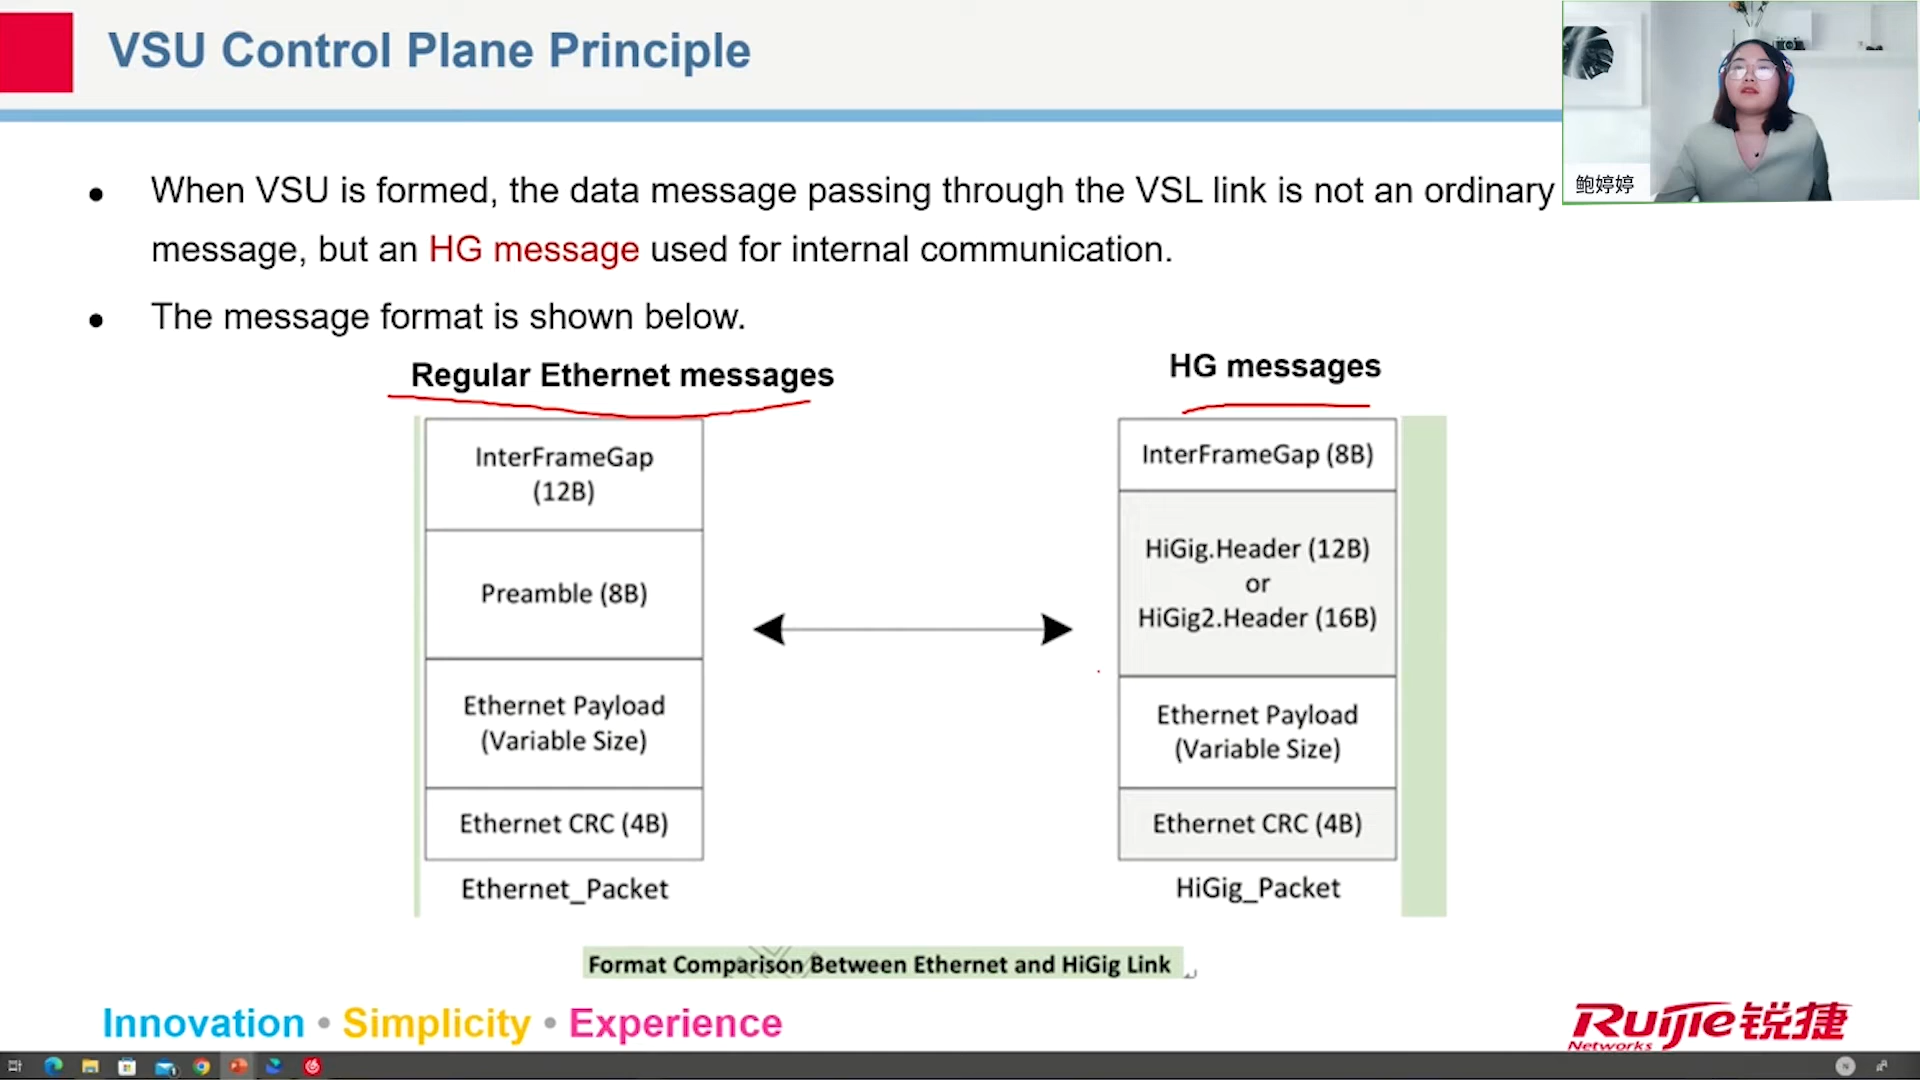 VSU Control Plane Principle
鲍婷婷
• When VSU is formed, the data message passing through the VSL link is not an ordinary
message, but an HG message used for internal communication.
• The message format is shown below.
Regular Ethernet messages
InterFrameGap
(12B)
Preamble (8B)
Ethernet Payload
(Variable Size)
Ethernet CRC (4B)
Ethernet_Packet
HG messages
InterFrameGap (8B)
HiGig.Header (12B)
or
HiGig2.Header (16B)
Ethernet Payload
(Variable Size)
Ethernet CRC (4B)
HiGig_Packet
Format Comparison Between Ethernet and HiGig Link
Innovation • Simplicity • Experience
Ruijie锐捷
Networks